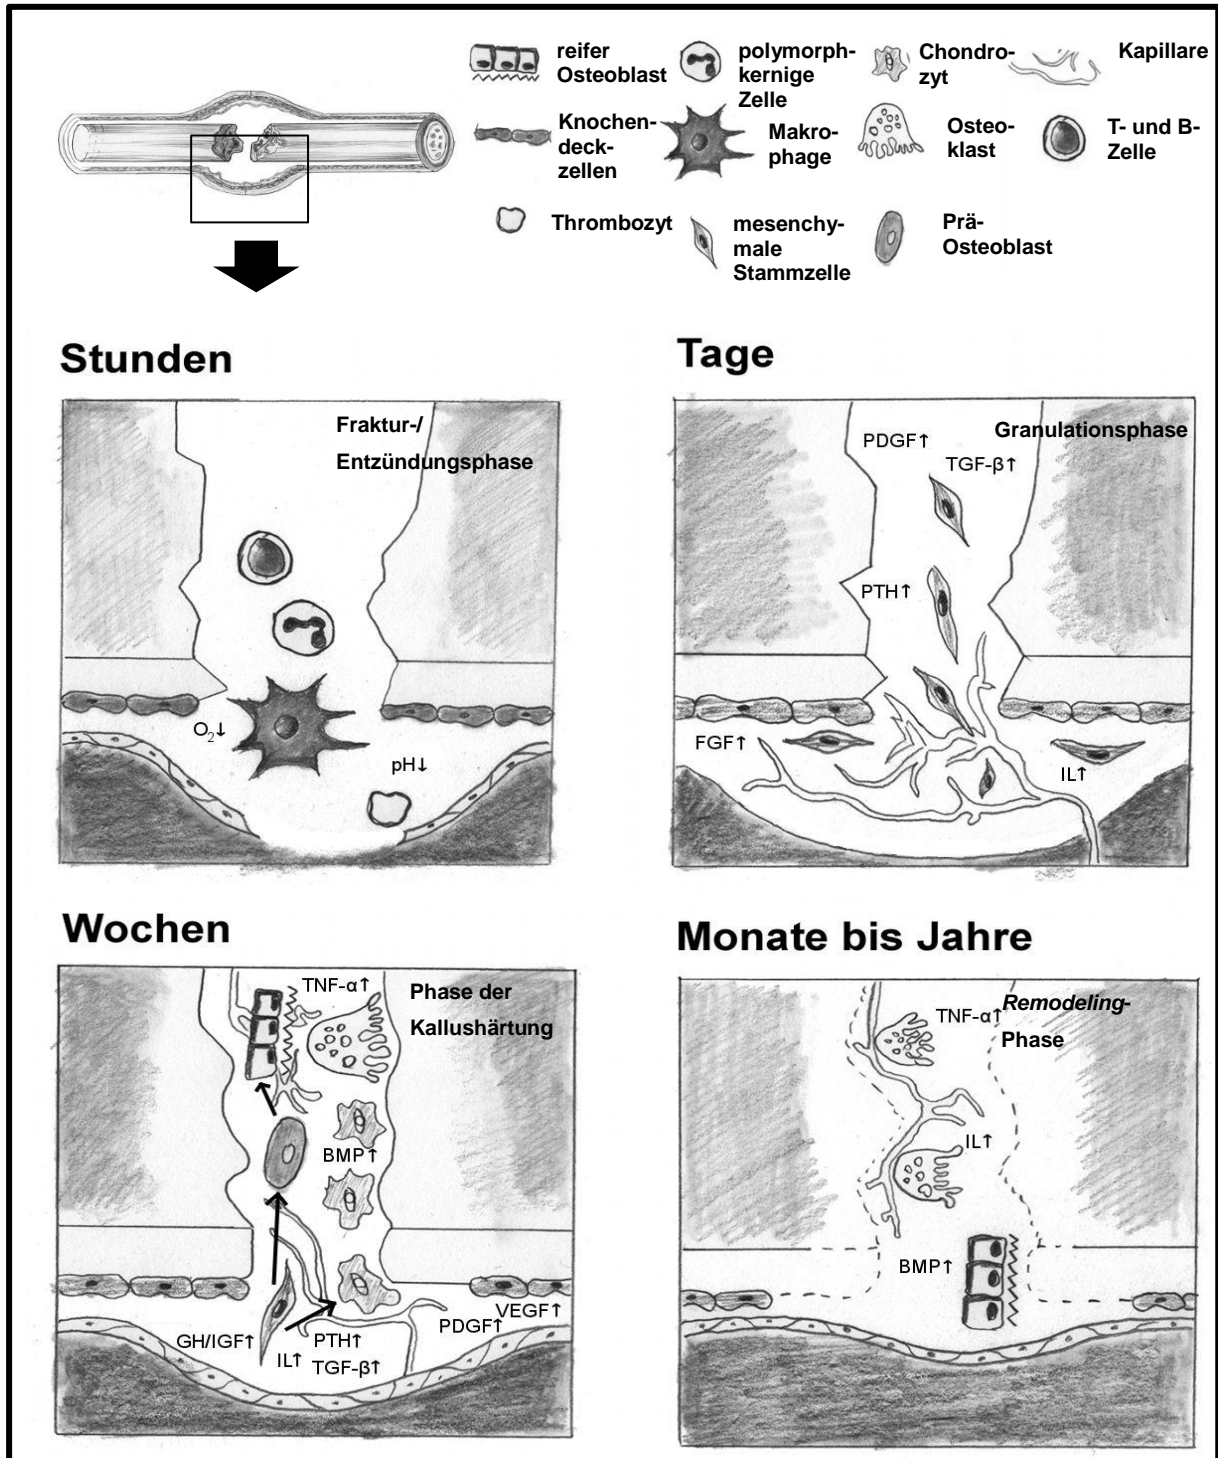 reifer
Osteoblast
polymorph-
kernige
Zelle
Chondro-
zyt
Kapillare
Knochen-
deck-
zellen
Makro-
phage
Osteo-
klast
T- und B-
Zelle
Thrombozyt
mesenchy-
male
Stammzelle
Prä-
Osteoblast
Stunden
Fraktur-/
Entzündungsphase
O₂↓
pH↓
Tage
Granulationsphase
PDGF↑
TGF-β↑
PTH↑
FGF↑
IL↑
Wochen
Phase der
Kallushärtung
TNF-α↑
BMP↑
VEGF↑
PDGF↑
GH/IGF↑
PTH↑
IL↑
TGF-β↑
Monate bis Jahre
Remodeling-
Phase
TNF-α↑
IL↑
BMP↑